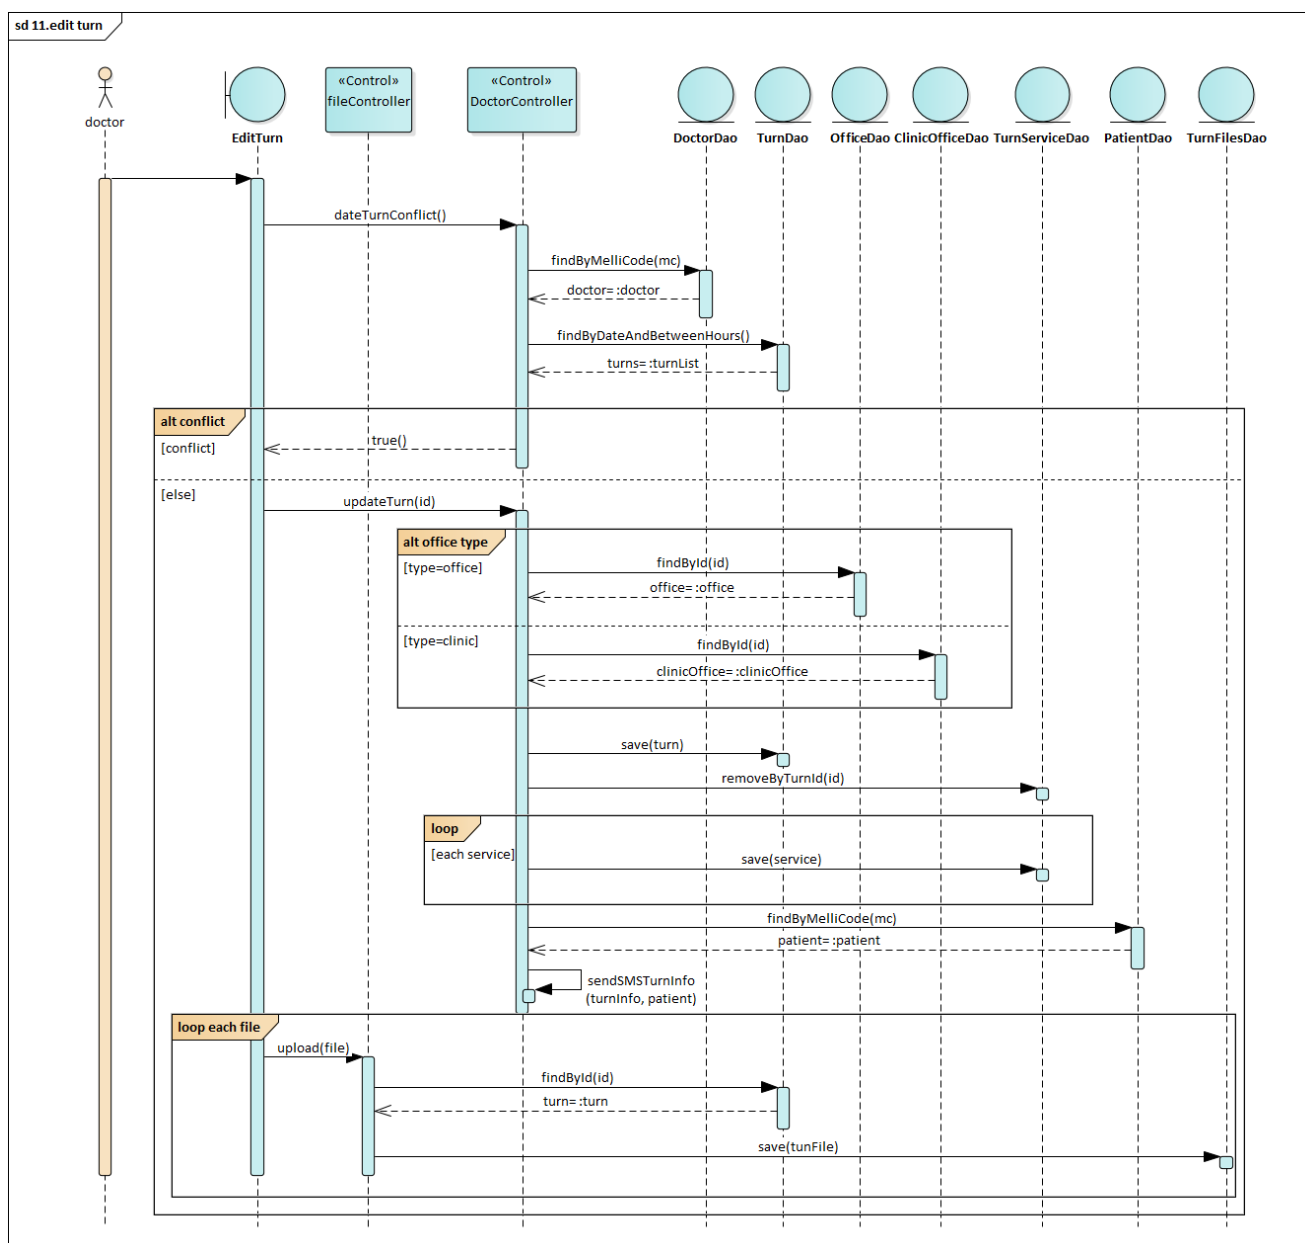 sd 11.edit turn
doctor
EditTurn
«Control»
fileController
«Control»
DoctorController
DoctorDao
TurnDao
OfficeDao
ClinicOfficeDao
TurnServiceDao
PatientDao
TurnFilesDao
dateTurnConflict()
findByMelliCode(mc)
doctor= :doctor
findByDateAndBetweenHours()
turns= :turnList
alt conflict
[conflict]
true()
[else]
updateTurn(id)
alt office type
[type=office]
findById(id)
office= :office
[type=clinic]
findById(id)
clinicOffice= :clinicOffice
save(turn)
removeByTurnId(id)
loop
[each service]
save(service)
findByMelliCode(mc)
patient= :patient
sendSMSTurnInfo
(turnInfo, patient)
loop each file
upload(file)
findById(id)
turn= :turn
save(tunFile)